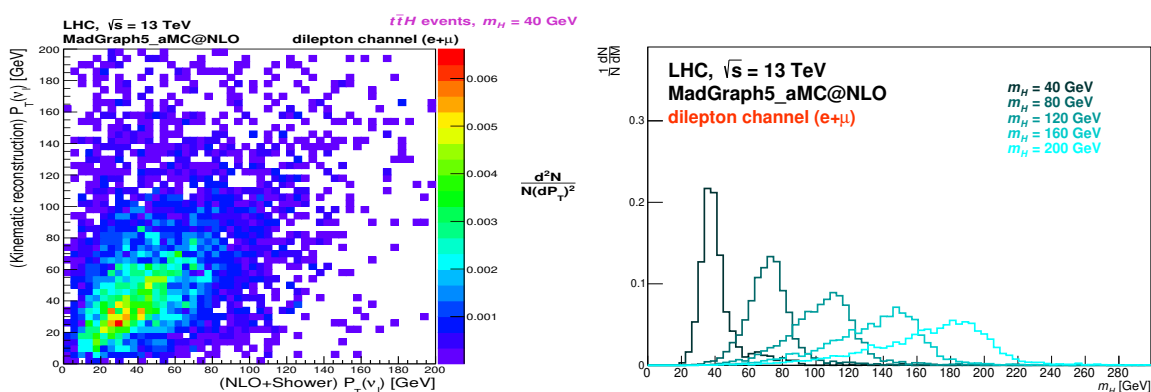 LHC, √s = 13 TeV
MadGraph5_aMC@NLO
tt̄H events, m_H = 40 GeV
dilepton channel (e+μ)
(Kinematic reconstruction) P_T(ν_l) [GeV]
200
180
160
140
120
100
80
60
40
20
0
0 20 40 60 80 100 120 140 160 180 200
(NLO+Shower) P_T(ν_l) [GeV]
0.006
0.005
0.004
0.003
0.002
0.001
d²N
N(dP_T)²
1 dN
N dM
LHC, √s = 13 TeV
MadGraph5_aMC@NLO
dilepton channel (e+μ)
m_H = 40 GeV
m_H = 80 GeV
m_H = 120 GeV
m_H = 160 GeV
m_H = 200 GeV
0.3
0.2
0.1
0 20 40 60 80 100 120 140 160 180 200 220 240 260 280
m_H [GeV]